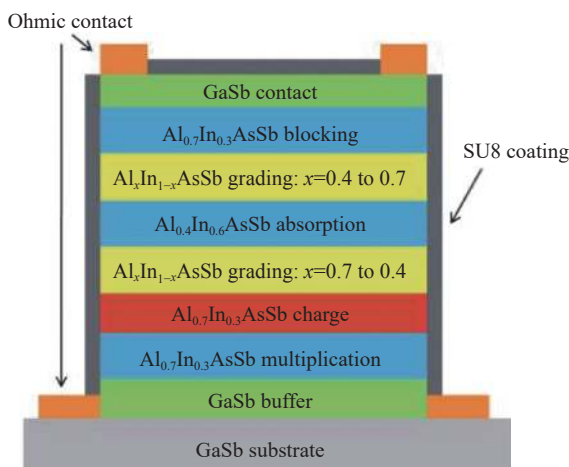 Ohmic contact
GaSb contact
Al₀.₇In₀.₃AsSb blocking
SU8 coating
AlₓIn₁₋ₓAsSb grading: x=0.4 to 0.7
Al₀.₄In₀.₆AsSb absorption
AlₓIn₁₋ₓAsSb grading: x=0.7 to 0.4
Al₀.₇In₀.₃AsSb charge
Al₀.₇In₀.₃AsSb multiplication
GaSb buffer
GaSb substrate